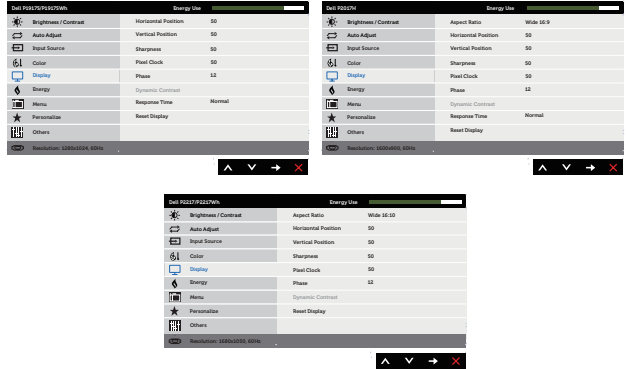 Dell P1917S/P1917SWh Energy Use
Brightness / Contrast Horizontal Position 50
Auto Adjust Vertical Position 50
Input Source Sharpness 50
Color Pixel Clock 50
Display Phase 12
Energy Dynamic Contrast
Menu Response Time Normal
Personalize Reset Display
Others
Resolution: 1280x1024, 60Hz
Dell P2017H Energy Use
Brightness / Contrast Aspect Ratio Wide 16:9
Auto Adjust Horizontal Position 50
Input Source Vertical Position 50
Color Sharpness 50
Display Pixel Clock 50
Energy Phase 12
Menu Dynamic Contrast
Personalize Response Time Normal
Others Reset Display
Resolution: 1600x900, 60Hz
Dell P2217/P2217Wh Energy Use
Brightness / Contrast Aspect Ratio Wide 16:10
Auto Adjust Horizontal Position 50
Input Source Vertical Position 50
Color Sharpness 50
Display Pixel Clock 50
Energy Phase 12
Menu Dynamic Contrast
Personalize Reset Display
Others
Resolution: 1680x1050, 60Hz